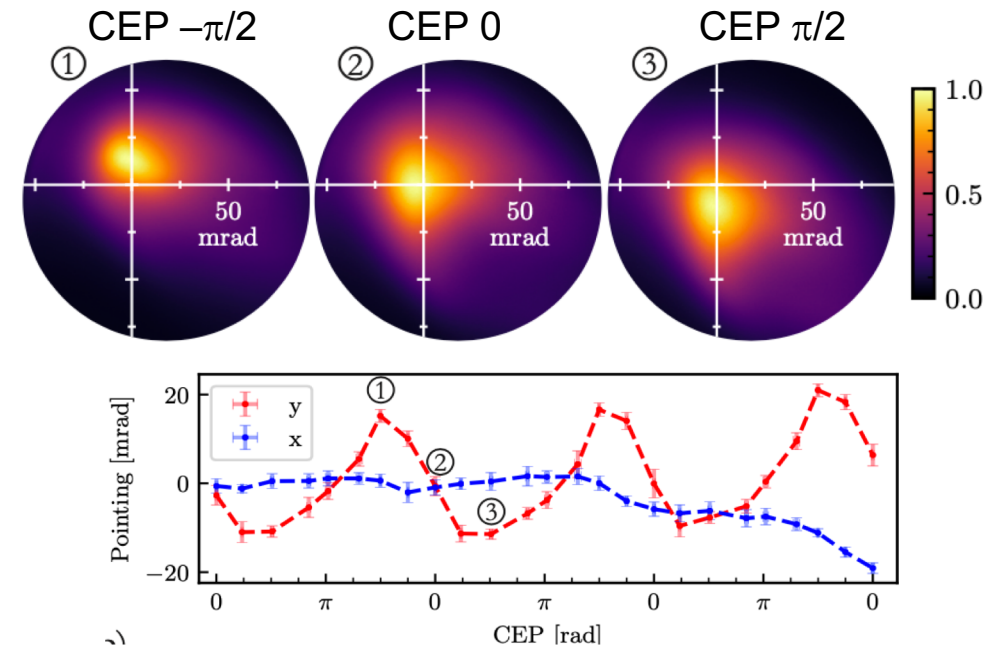 CEP –π/2 CEP 0 CEP π/2
① ② ③
50 mrad
50 mrad
50 mrad
1.0
0.5
0.0
Pointing [mrad]
20
0
−20
y
x
①
②
③
0 π 0 π 0 π 0
CEP [rad]